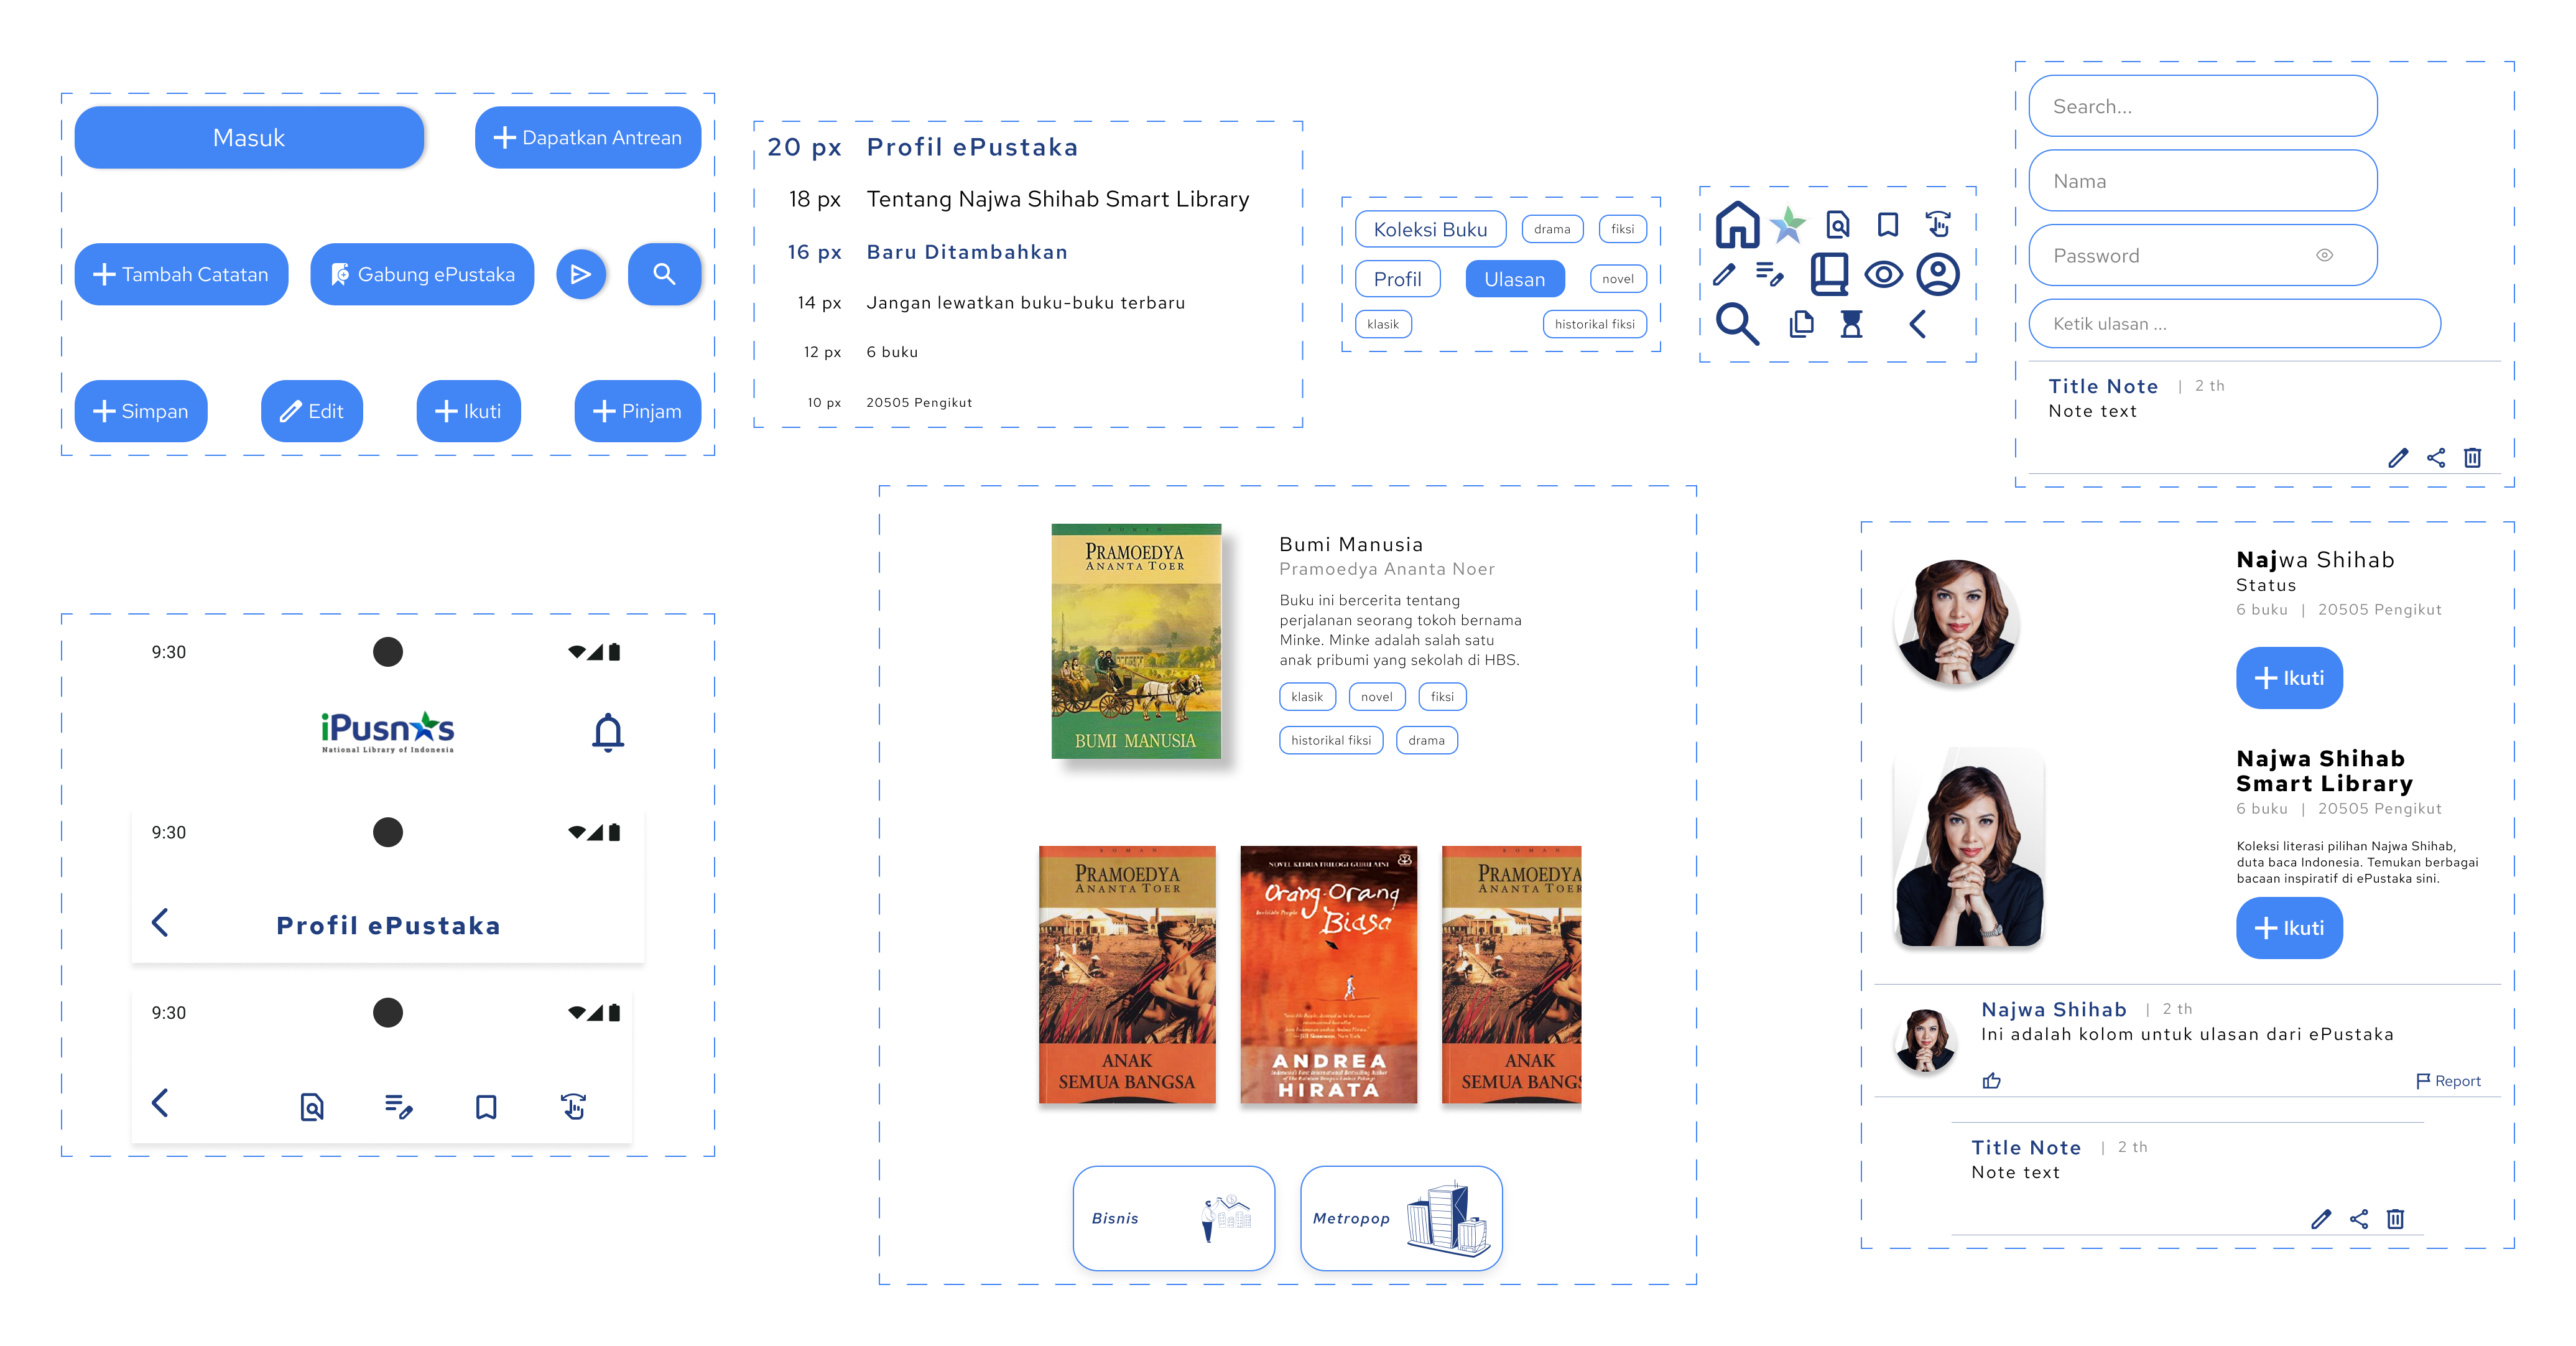 Masuk
Dapatkan Antrean
Tambah Catatan
Gabung ePustaka
Simpan
Edit
Ikuti
Pinjam
20 px Profil ePustaka
18 px Tentang Najwa Shihab Smart Library
16 px Baru Ditambahkan
14 px Jangan lewatkan buku-buku terbaru
12 px 6 buku
10 px 20505 Pengikut
Koleksi Buku drama fiksi
Profil Ulasan novel
klasik historikal fiksi
Search...
Nama
Password
Ketik ulasan ...
Title Note | 2 th
Note text
9:30
iPusnas
National Library of Indonesia
9:30
Profil ePustaka
9:30
ROMAN
PRAMOEDYA
ANANTA TOER
BUMI MANUSIA
Bumi Manusia
Pramoedya Ananta Noer
Buku ini bercerita tentang
perjalanan seorang tokoh bernama
Minke. Minke adalah salah satu
anak pribumi yang sekolah di HBS.
klasik novel fiksi
historikal fiksi drama
ROMAN
PRAMOEDYA
ANANTA TOER
ANAK
SEMUA BANGSA
NOVEL KEDUA TRILOGI GURU AINI
Orang-Orang
Biasa
ANDREA
HIRATA
ROMAN
PRAMOEDYA
ANANTA TOER
ANAK
SEMUA BANGS
Bisnis
Metropop
Najwa Shihab
Status
6 buku | 20505 Pengikut
Ikuti
Najwa Shihab
Smart Library
6 buku | 20505 Pengikut
Koleksi literasi pilihan Najwa Shihab,
duta baca Indonesia. Temukan berbagai
bacaan inspiratif di ePustaka sini.
Ikuti
Najwa Shihab | 2 th
Ini adalah kolom untuk ulasan dari ePustaka
Report
Title Note | 2 th
Note text